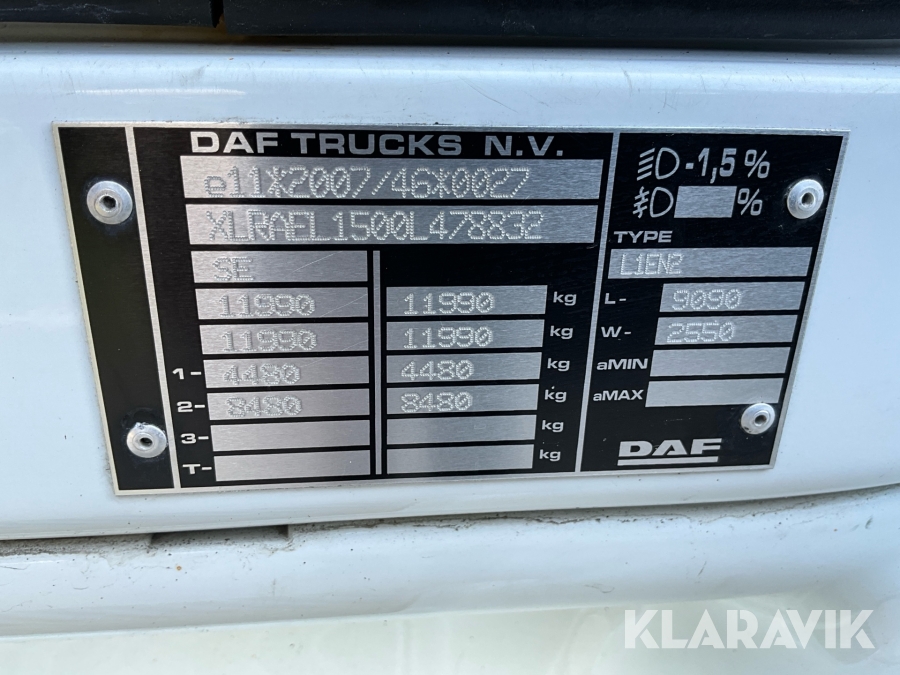 DAF TRUCKS N.V.
e11*2007/46*0027
XLRAEL1500L478832
SE
11990 11990 kg
11990 11990 kg
1- 4480 4480 kg
2- 8480 8480 kg
3- kg
T- kg
D -1,5 %
D %
TYPE
L1EN2
L- 9090
W- 2550
aMIN
aMAX
DAF
KLARAVIK